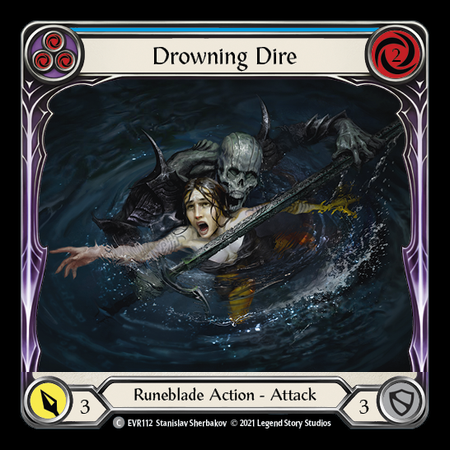 Drowning Dire
2
Runeblade Action - Attack
3
3
C EVR112 Stanislav Sherbakov © 2021 Legend Story Studios